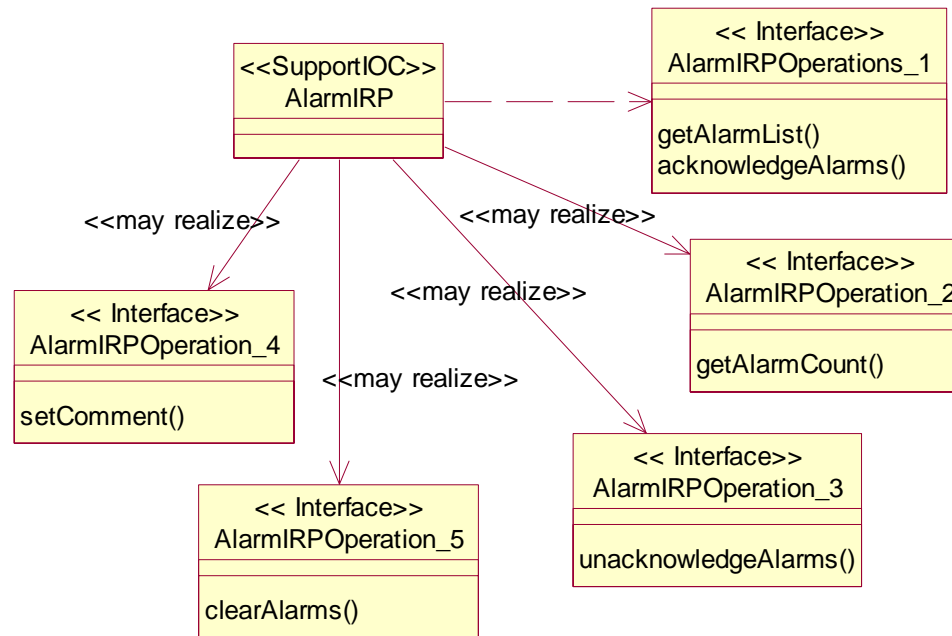 << Interface>>
AlarmIRPOperations_1
getAlarmList()
acknowledgeAlarms()
<<SupportIOC>>
AlarmIRP
<<may realize>>
<<may realize>>
<<may realize>>
<<may realize>>
<< Interface>>
AlarmIRPOperation_2
getAlarmCount()
<< Interface>>
AlarmIRPOperation_4
setComment()
<< Interface>>
AlarmIRPOperation_3
unacknowledgeAlarms()
<< Interface>>
AlarmIRPOperation_5
clearAlarms()